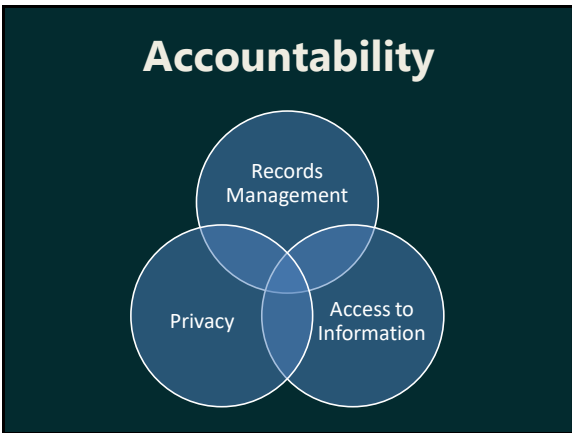 Accountability
Records
Management
Privacy
Access to
Information